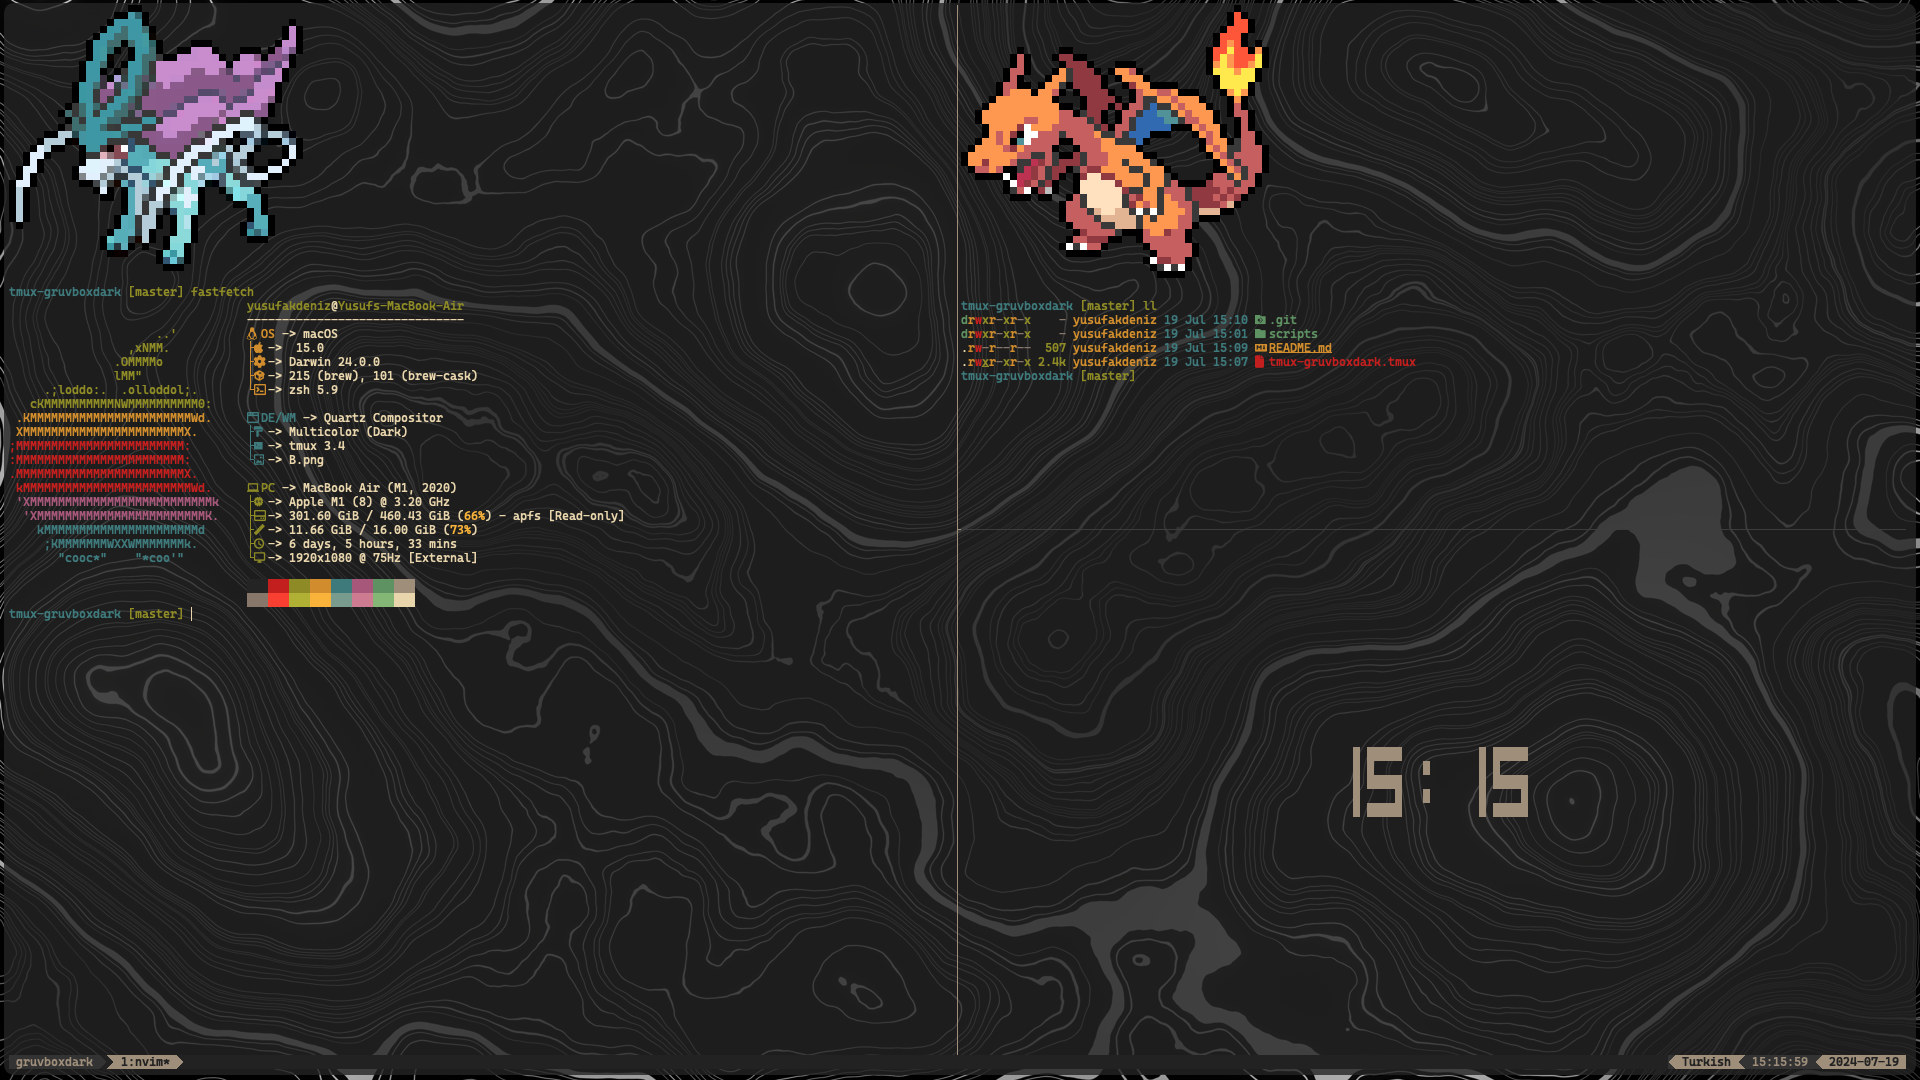 tmux-gruvboxdark [master] fastfetch
yusufakdeniz@Yusufs-MacBook-Air
-------------------------------
..'
,xNMM.
.OMMMMo
lMM"
.;loddo:.  .olloddol;.
cKMMMMMMMMMMNWMMMMMMMMMM0:
.KMMMMMMMMMMMMMMMMMMMMMMMWd.
XMMMMMMMMMMMMMMMMMMMMMMMX.
;MMMMMMMMMMMMMMMMMMMMMMMM:
:MMMMMMMMMMMMMMMMMMMMMMMM:
.MMMMMMMMMMMMMMMMMMMMMMMMX.
kMMMMMMMMMMMMMMMMMMMMMMMMWd.
'XMMMMMMMMMMMMMMMMMMMMMMMMMMk
'XMMMMMMMMMMMMMMMMMMMMMMMMk.
kMMMMMMMMMMMMMMMMMMMMMMd
;KMMMMMMMWXXWMMMMMMMk.
"cooc*"    "*coo'"
OS -> macOS
-> 15.0
-> Darwin 24.0.0
-> 215 (brew), 101 (brew-cask)
-> zsh 5.9
DE/WM -> Quartz Compositor
-> Multicolor (Dark)
-> tmux 3.4
-> B.png
PC -> MacBook Air (M1, 2020)
-> Apple M1 (8) @ 3.20 GHz
-> 301.60 GiB / 460.43 GiB (66%) - apfs [Read-only]
-> 11.66 GiB / 16.00 GiB (73%)
-> 6 days, 5 hours, 33 mins
-> 1920x1080 @ 75Hz [External]
tmux-gruvboxdark [master]
tmux-gruvboxdark [master] ll
drwxr-xr-x    - yusufakdeniz 19 Jul 15:10 .git
drwxr-xr-x    - yusufakdeniz 19 Jul 15:01 scripts
.rw-r--r--  507 yusufakdeniz 19 Jul 15:09 README.md
.rwxr-xr-x 2.4k yusufakdeniz 19 Jul 15:07 tmux-gruvboxdark.tmux
tmux-gruvboxdark [master]
15:15
gruvboxdark 1:nvim* Turkish 15:15:59 2024-07-19